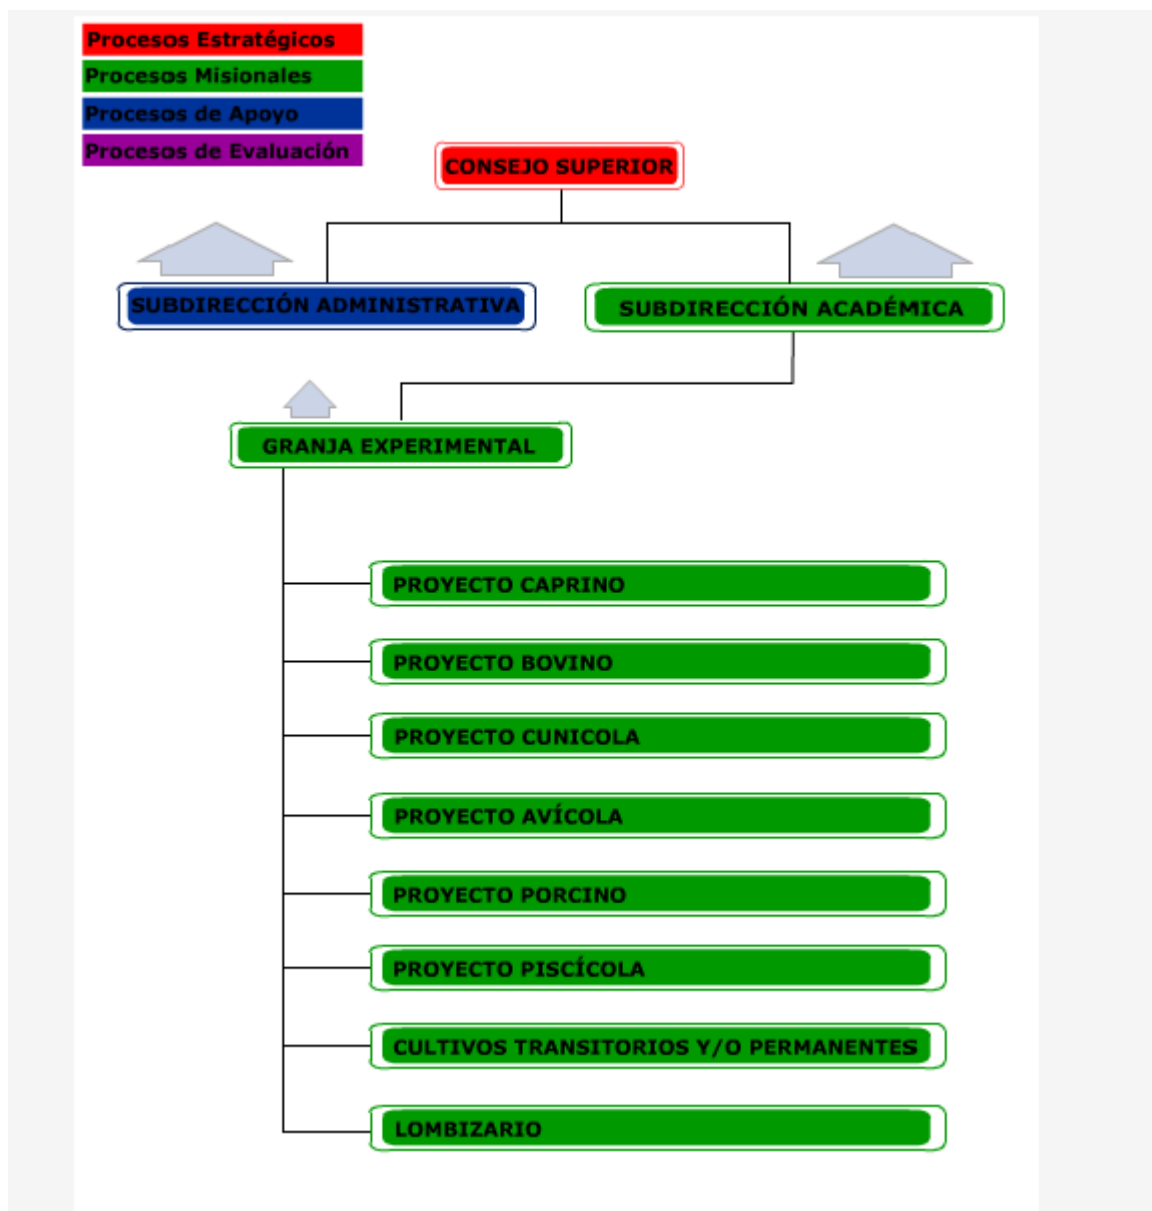 Procesos Estratégicos
Procesos Misionales
Procesos de Apoyo
Procesos de Evaluación
CONSEJO SUPERIOR
SUBDIRECCIÓN ADMINISTRATIVA
SUBDIRECCIÓN ACADÉMICA
GRANJA EXPERIMENTAL
PROYECTO CAPRINO
PROYECTO BOVINO
PROYECTO CUNICOLA
PROYECTO AVÍCOLA
PROYECTO PORCINO
PROYECTO PISCÍCOLA
CULTIVOS TRANSITORIOS Y/O PERMANENTES
LOMBIZARIO